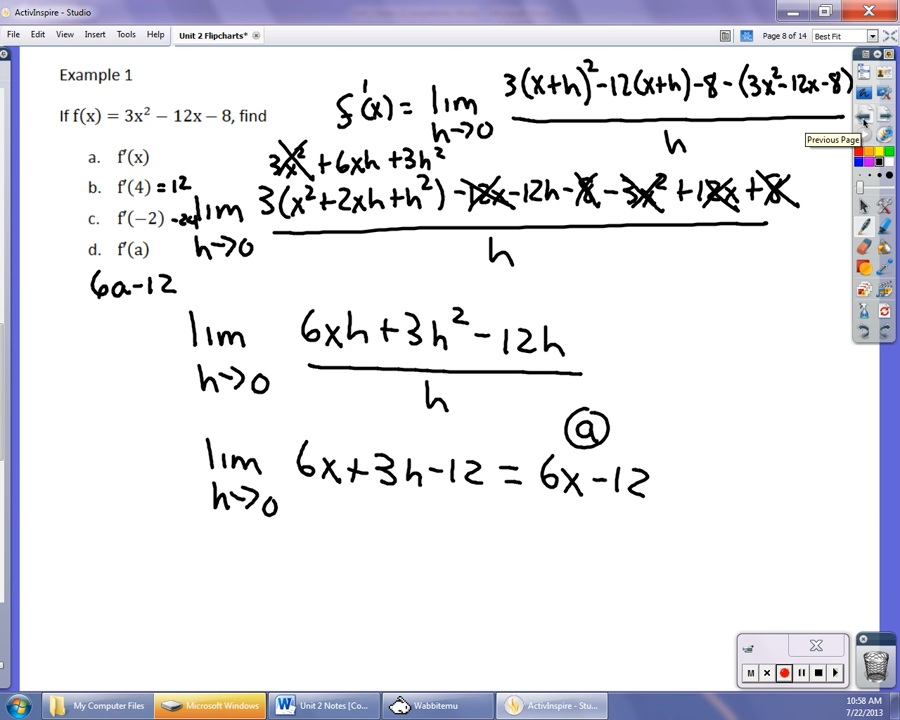 ActivInspire - Studio
File Edit View Insert Tools Help Unit 2 Flipcharts* Page 8 of 14 Best Fit
Example 1
If f(x) = 3x² − 12x − 8, find
f'(x) = lim h→0 3(x+h)² -12(x+h) -8 -(3x²-12x-8) / h
Previous Page
a. f′(x)
b. f′(4) = 12
c. f′(−2) -24
d. f′(a)
6a-12
3x² + 6xh + 3h²
lim h→0 3(x²+2xh+h²) -12x -12h -8 -3x² +12x +8 / h
lim h→0 6xh + 3h² - 12h / h
a
lim h→0 6x + 3h - 12 = 6x - 12
M
My Computer Files Microsoft Windows Unit 2 Notes [Co... Wabbitemu ActivInspire - Stu...
10:58 AM
7/22/2013